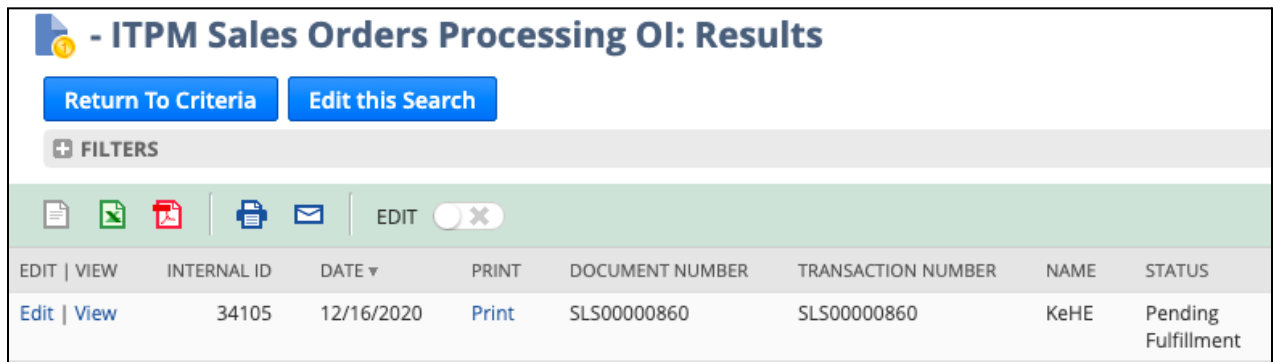 - ITPM Sales Orders Processing OI: Results
Return To Criteria Edit this Search
FILTERS
EDIT
EDIT | VIEW INTERNAL ID DATE ▼ PRINT DOCUMENT NUMBER TRANSACTION NUMBER NAME STATUS
Edit | View 34105 12/16/2020 Print SLS00000860 SLS00000860 KeHE Pending
Fulfillment